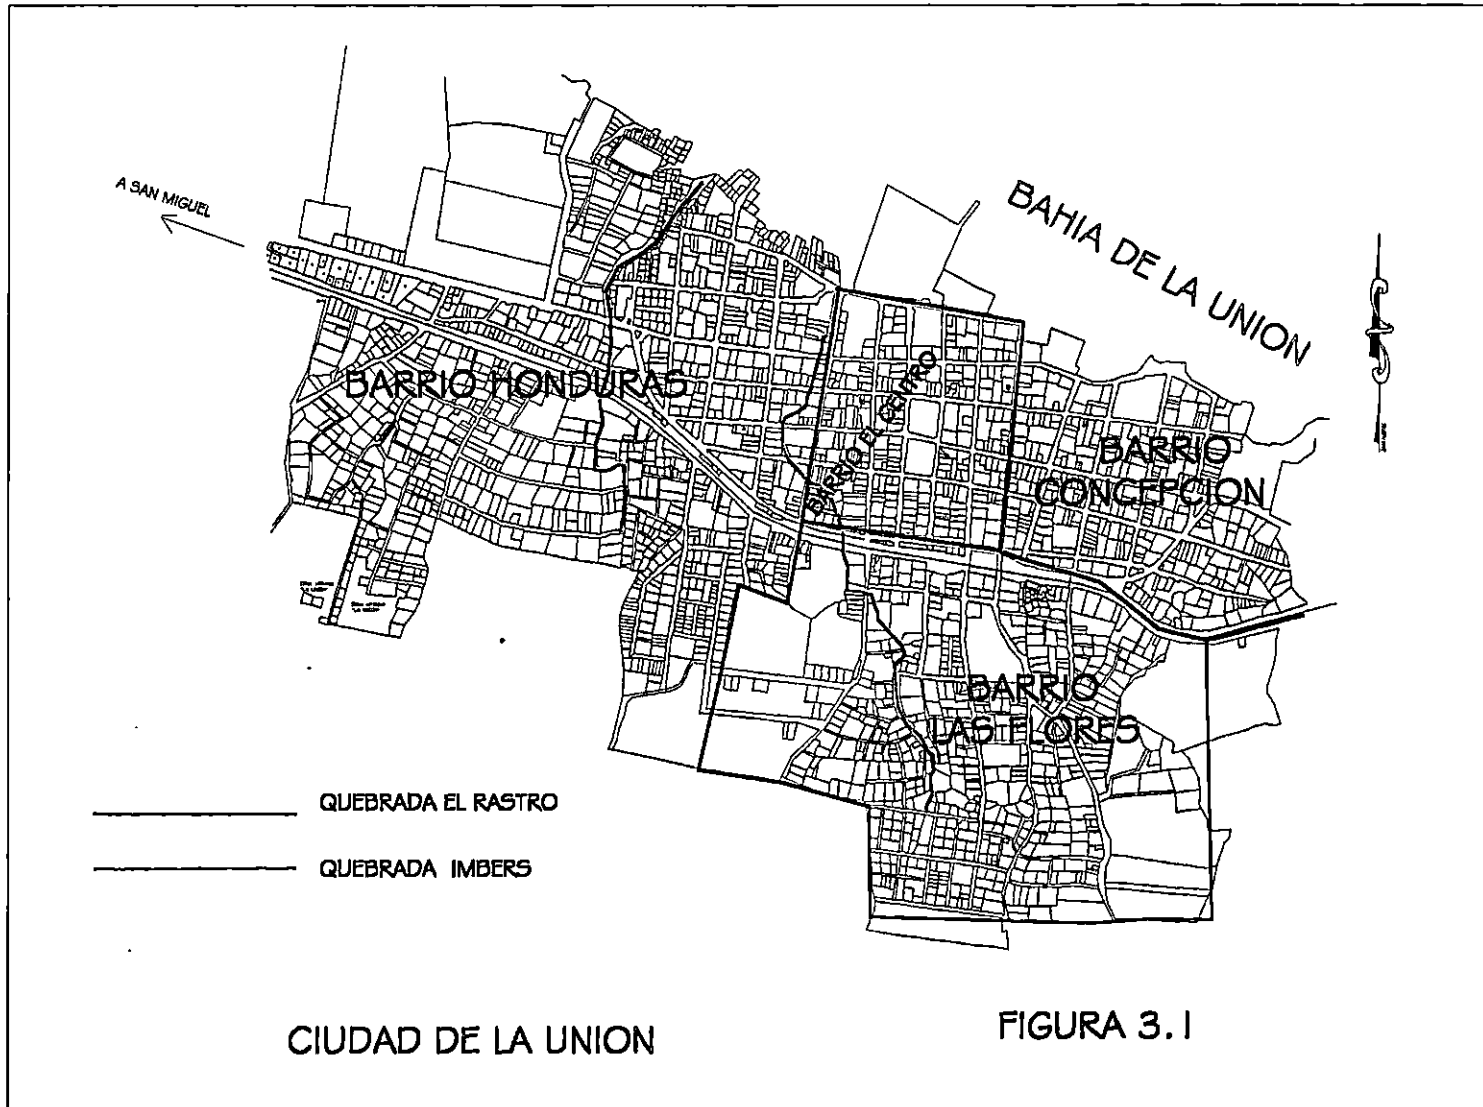 A SAN MIGUEL
BAHIA DE LA UNION
BARRIO HONDURAS
BARRIO EL CENTRO
BARRIO
CONCEPCION
BARRIO
LAS FLORES
QUEBRADA EL RASTRO
QUEBRADA IMBERS
CIUDAD DE LA UNION
FIGURA 3.1